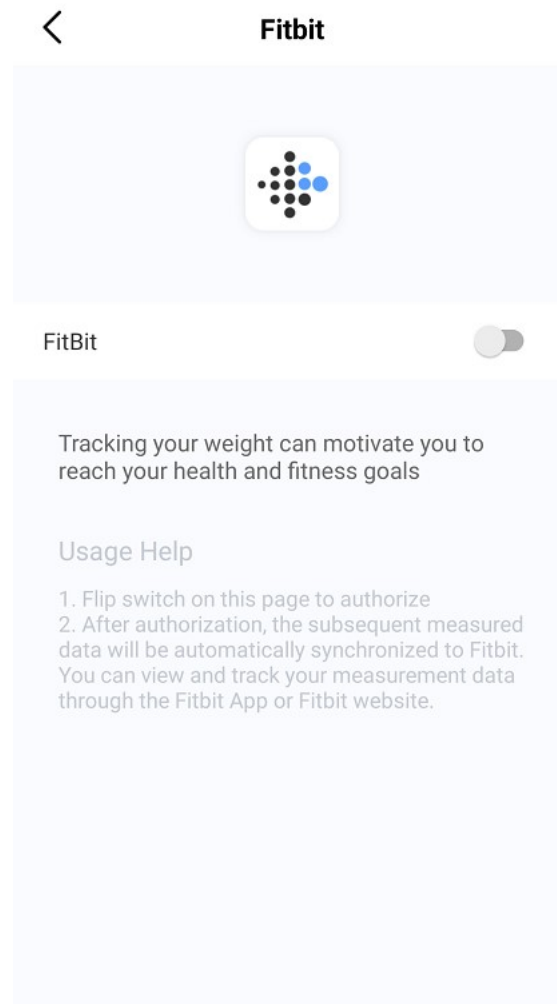 Fitbit
FitBit
Tracking your weight can motivate you to
reach your health and fitness goals
Usage Help
1. Flip switch on this page to authorize
2. After authorization, the subsequent measured
data will be automatically synchronized to Fitbit.
You can view and track your measurement data
through the Fitbit App or Fitbit website.